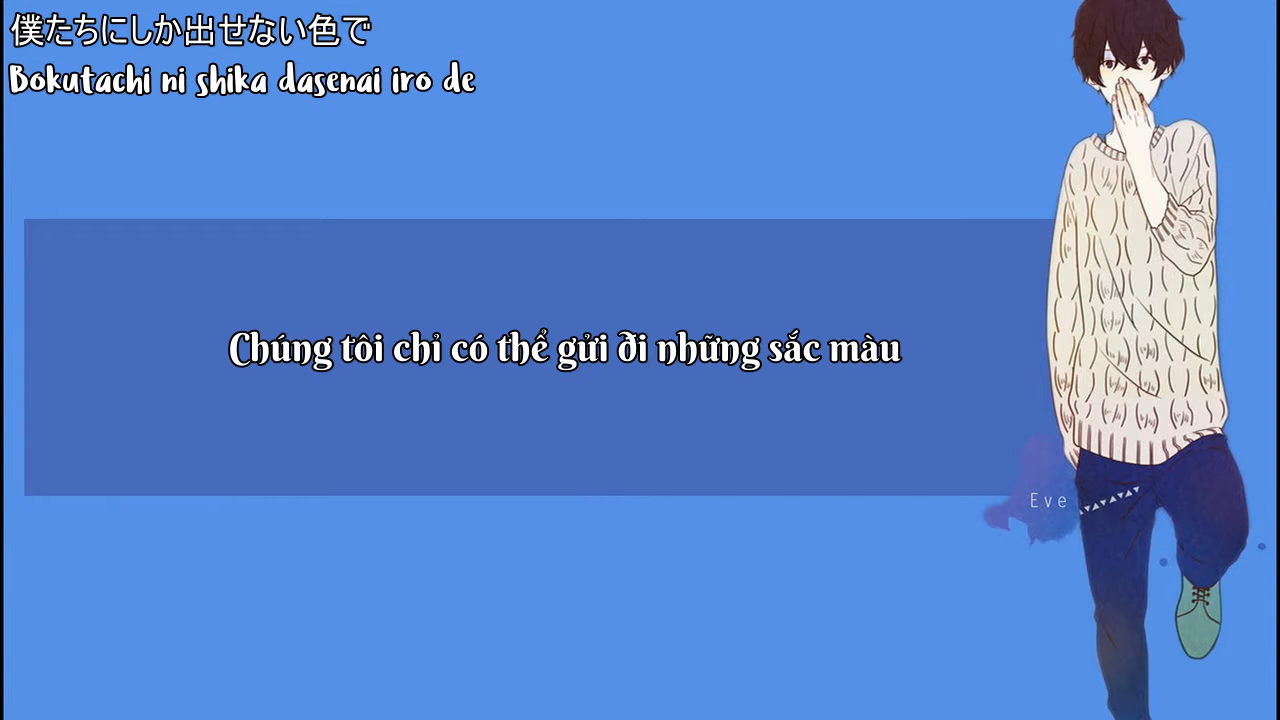 僕たちにしか出せない色で
Bokutachi ni shika dasenai iro de
Chúng tôi chỉ có thể gửi đi những sắc màu
Eve